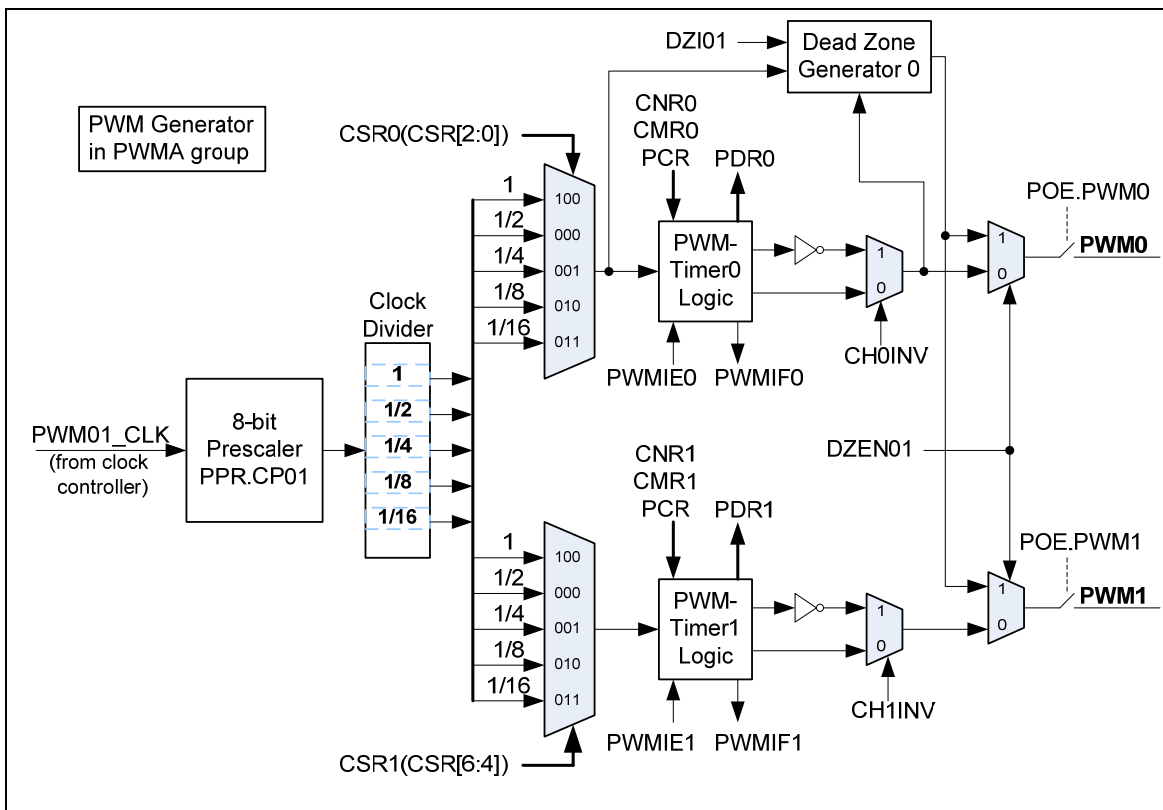 PWM Generator
in PWMA group
DZI01
Dead Zone
Generator 0
CSR0(CSR[2:0])
CNR0
CMR0
PCR
PDR0
1
1/2
1/4
1/8
1/16
100
000
001
010
011
PWM-
Timer0
Logic
1
0
CH0INV
PWMIE0
PWMIF0
1
0
POE.PWM0
PWM0
Clock
Divider
1
1/2
1/4
1/8
1/16
PWM01_CLK
(from clock
controller)
8-bit
Prescaler
PPR.CP01
DZEN01
CNR1
CMR1
PCR
PDR1
1
1/2
1/4
1/8
1/16
100
000
001
010
011
PWM-
Timer1
Logic
1
0
CH1INV
PWMIE1
PWMIF1
1
0
POE.PWM1
PWM1
CSR1(CSR[6:4])